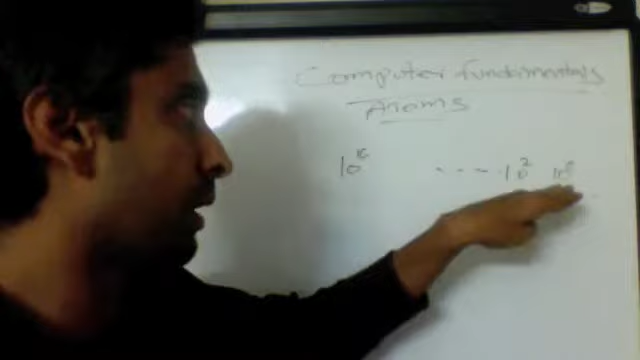 Computer fundamentals
Atoms
10¹⁶ - - - - 10² 10⁰